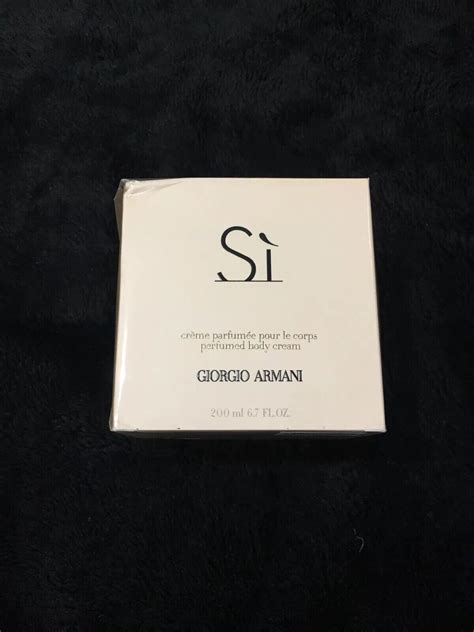 Sì
crème parfumée pour le corps
perfumed body cream
GIORGIO ARMANI
200 ml 6.7 FL.OZ.